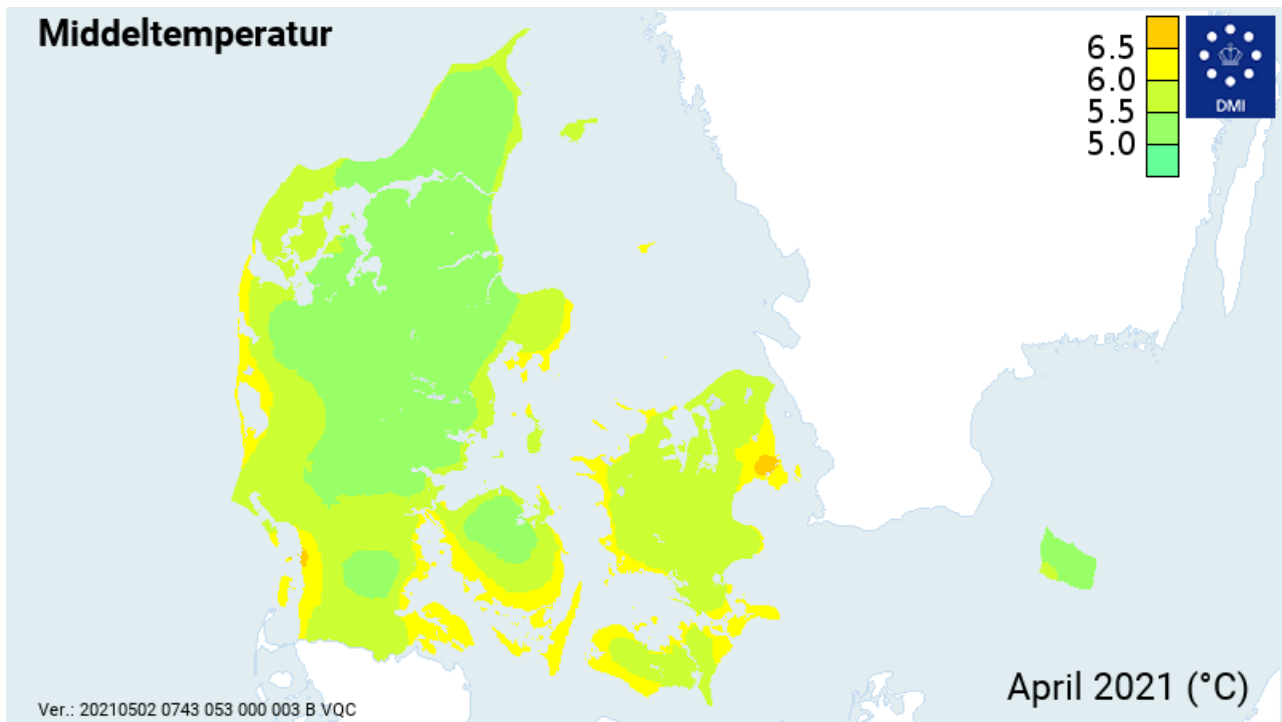 Middeltemperatur
6.5
6.0
5.5
5.0
DMI
April 2021 (°C)
Ver.: 20210502 0743 053 000 003 B VQC